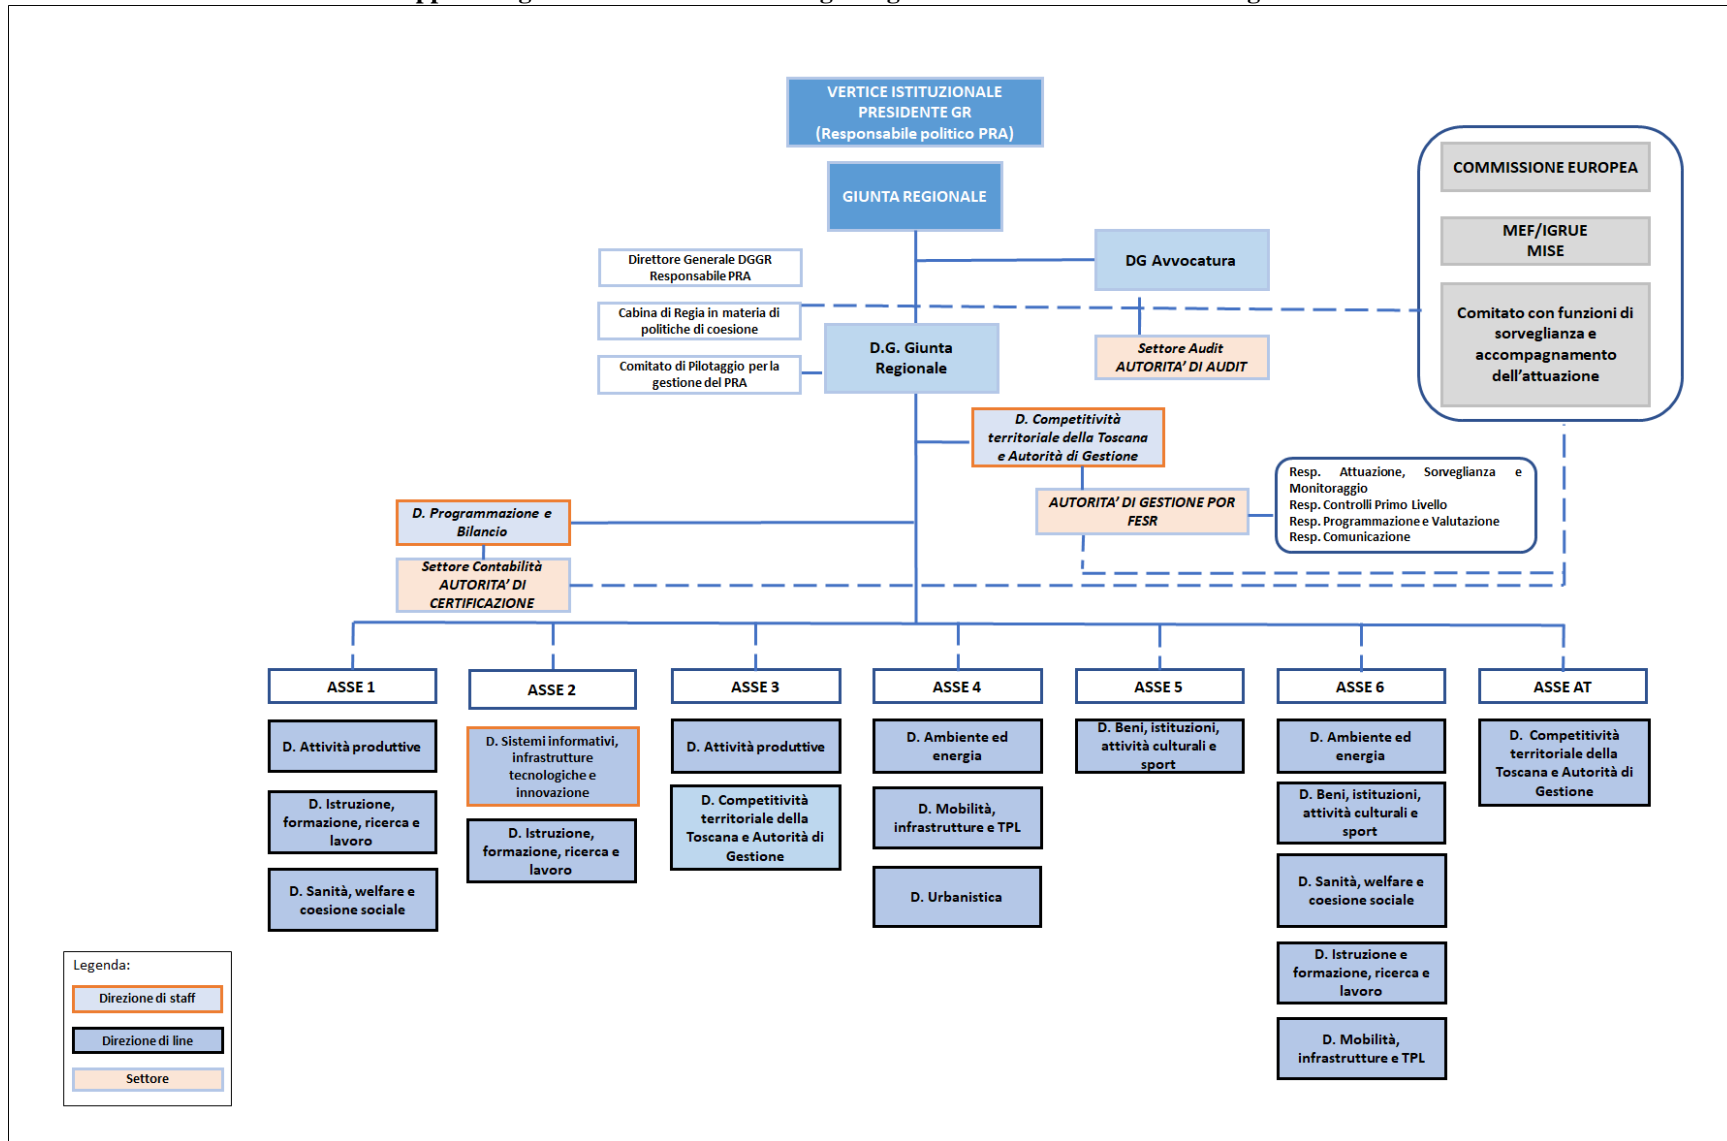 VERTICE ISTITUZIONALE
PRESIDENTE GR
(Responsabile politico PRA)
GIUNTA REGIONALE
COMMISSIONE EUROPEA
MEF/IGRUE
MISE
Comitato con funzioni di
sorveglianza e
accompagnamento
dell'attuazione
Direttore Generale DGGR
Responsabile PRA
DG Avvocatura
Cabina di Regia in materia di
politiche di coesione
D.G. Giunta
Regionale
Settore Audit
AUTORITA' DI AUDIT
Comitato di Pilotaggio per la
gestione del PRA
D. Competitività
territoriale della Toscana
e Autorità di Gestione
AUTORITA' DI GESTIONE POR
FESR
Resp. Attuazione, Sorveglianza e
Monitoraggio
Resp. Controlli Primo Livello
Resp. Programmazione e Valutazione
Resp. Comunicazione
D. Programmazione e
Bilancio
Settore Contabilità
AUTORITA' DI
CERTIFICAZIONE
ASSE 1
D. Attività produttive
D. Istruzione,
formazione, ricerca e
lavoro
D. Sanità, welfare e
coesione sociale
ASSE 2
D. Sistemi informativi,
infrastrutture
tecnologiche e
innovazione
D. Istruzione,
formazione, ricerca e
lavoro
ASSE 3
D. Attività produttive
D. Competitività
territoriale della
Toscana e Autorità di
Gestione
ASSE 4
D. Ambiente ed
energia
D. Mobilità,
infrastrutture e TPL
D. Urbanistica
ASSE 5
D. Beni, istituzioni,
attività culturali e
sport
ASSE 6
D. Ambiente ed
energia
D. Beni, istituzioni,
attività culturali e
sport
D. Sanità, welfare e
coesione sociale
D. Istruzione e
formazione, ricerca e
lavoro
D. Mobilità,
infrastrutture e TPL
ASSE AT
D. Competitività
territoriale della
Toscana e Autorità di
Gestione
Legenda:
Direzione di staff
Direzione di line
Settore